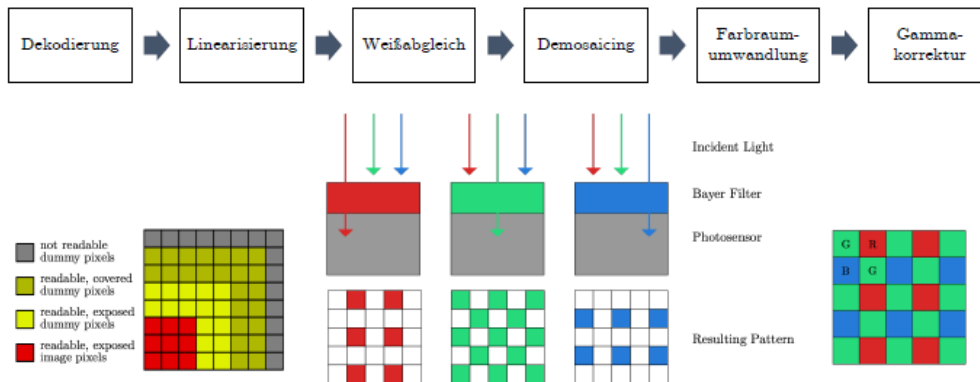 Dekodierung
Linearisierung
Weißabgleich
Demosaicing
Farbraum-
umwandlung
Gamma-
korrektur
Incident Light
Bayer Filter
Photosensor
Resulting Pattern
not readable
dummy pixels
readable, covered
dummy pixels
readable, exposed
dummy pixels
readable, exposed
image pixels
G R
B G